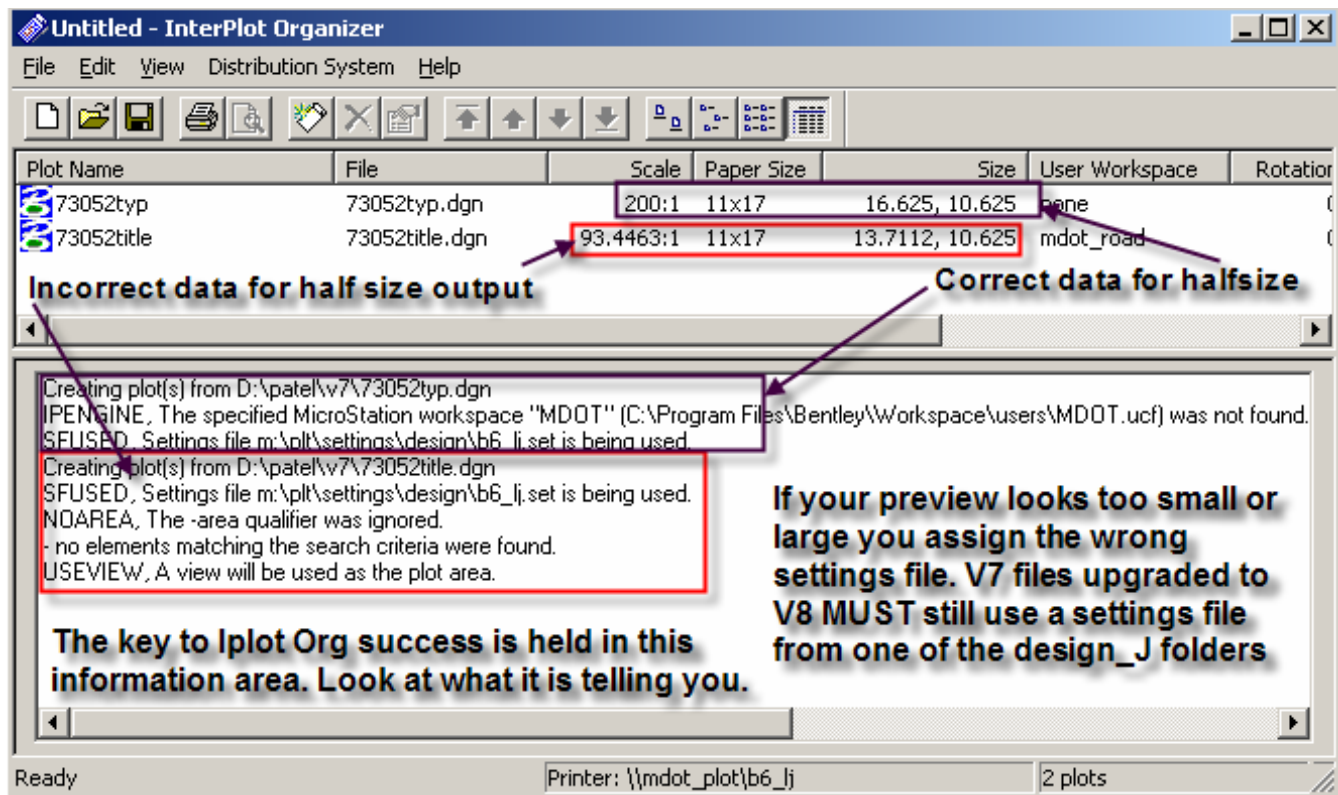 Untitled - InterPlot Organizer
File Edit View Distribution System Help
Plot Name File Scale Paper Size Size User Workspace Rotation
73052typ 73052typ.dgn 200:1 11x17 16.625, 10.625 none
73052title 73052title.dgn 93.4463:1 11x17 13.7112, 10.625 mdot_road
Incorrect data for half size output
Correct data for halfsize
Creating plot(s) from D:\patel\v7\73052typ.dgn
IPENGINE, The specified MicroStation workspace "MDOT" (C:\Program Files\Bentley\Workspace\users\MDOT.ucf) was not found.
SFUSED, Settings file m:\plt\settings\design\b6_lj.set is being used.
Creating plot(s) from D:\patel\v7\73052title.dgn
SFUSED, Settings file m:\plt\settings\design\b6_lj.set is being used.
NOAREA, The -area qualifier was ignored.
- no elements matching the search criteria were found.
USEVIEW, A view will be used as the plot area.
If your preview looks too small or
large you assign the wrong
settings file. V7 files upgraded to
V8 MUST still use a settings file
from one of the design_J folders
The key to Iplot Org success is held in this
information area. Look at what it is telling you.
Ready Printer: \\mdot_plot\b6_lj 2 plots